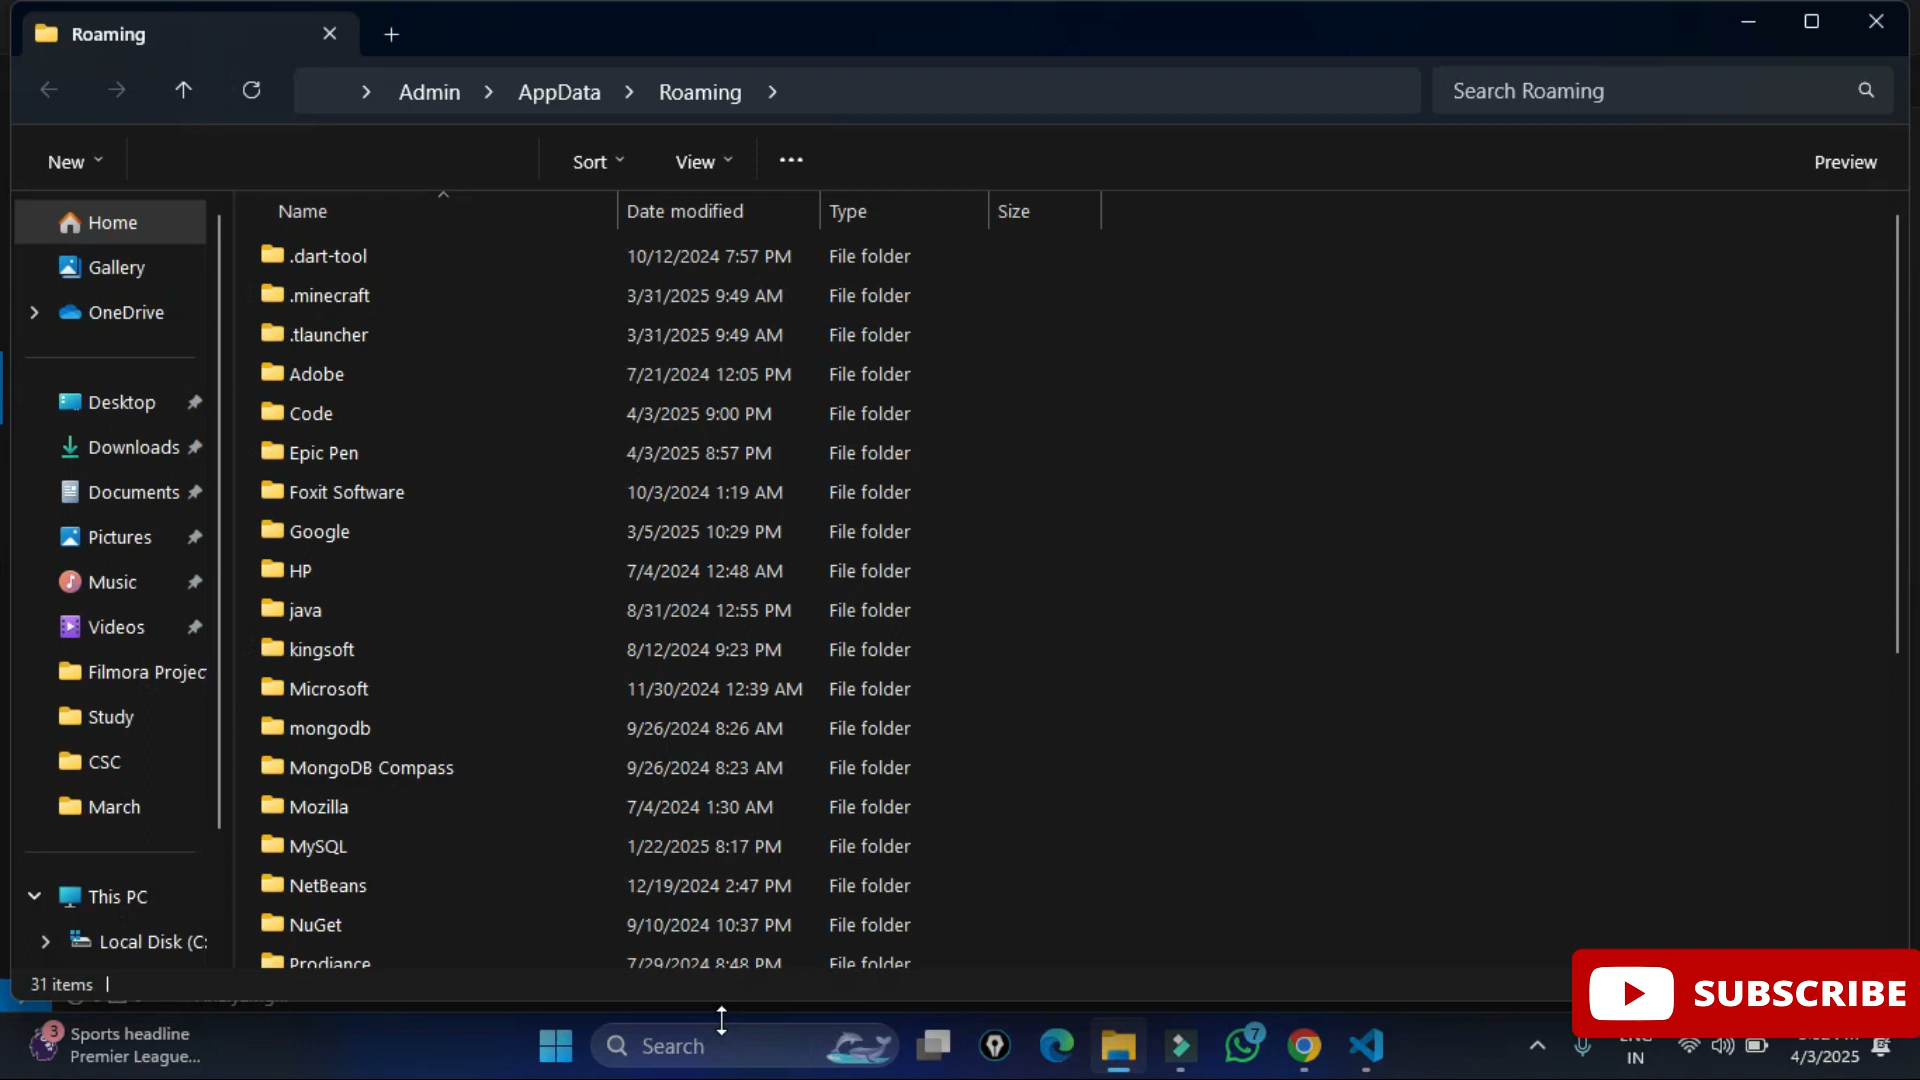 Roaming
Admin AppData Roaming
Search Roaming
New Sort View ... Preview
Name Date modified Type Size
Home
Gallery
OneDrive
Desktop
Downloads
Documents
Pictures
Music
Videos
Filmora Projec
Study
CSC
March
This PC
Local Disk (C:
.dart-tool 10/12/2024 7:57 PM File folder
.minecraft 3/31/2025 9:49 AM File folder
.tlauncher 3/31/2025 9:49 AM File folder
Adobe 7/21/2024 12:05 PM File folder
Code 4/3/2025 9:00 PM File folder
Epic Pen 4/3/2025 8:57 PM File folder
Foxit Software 10/3/2024 1:19 AM File folder
Google 3/5/2025 10:29 PM File folder
HP 7/4/2024 12:48 AM File folder
java 8/31/2024 12:55 PM File folder
kingsoft 8/12/2024 9:23 PM File folder
Microsoft 11/30/2024 12:39 AM File folder
mongodb 9/26/2024 8:26 AM File folder
MongoDB Compass 9/26/2024 8:23 AM File folder
Mozilla 7/4/2024 1:30 AM File folder
MySQL 1/22/2025 8:17 PM File folder
NetBeans 12/19/2024 2:47 PM File folder
NuGet 9/10/2024 10:37 PM File folder
Prodiance 7/29/2024 8:48 PM File folder
31 items
SUBSCRIBE
3
Sports headline
Premier League...
Search
7
IN
4/3/2025